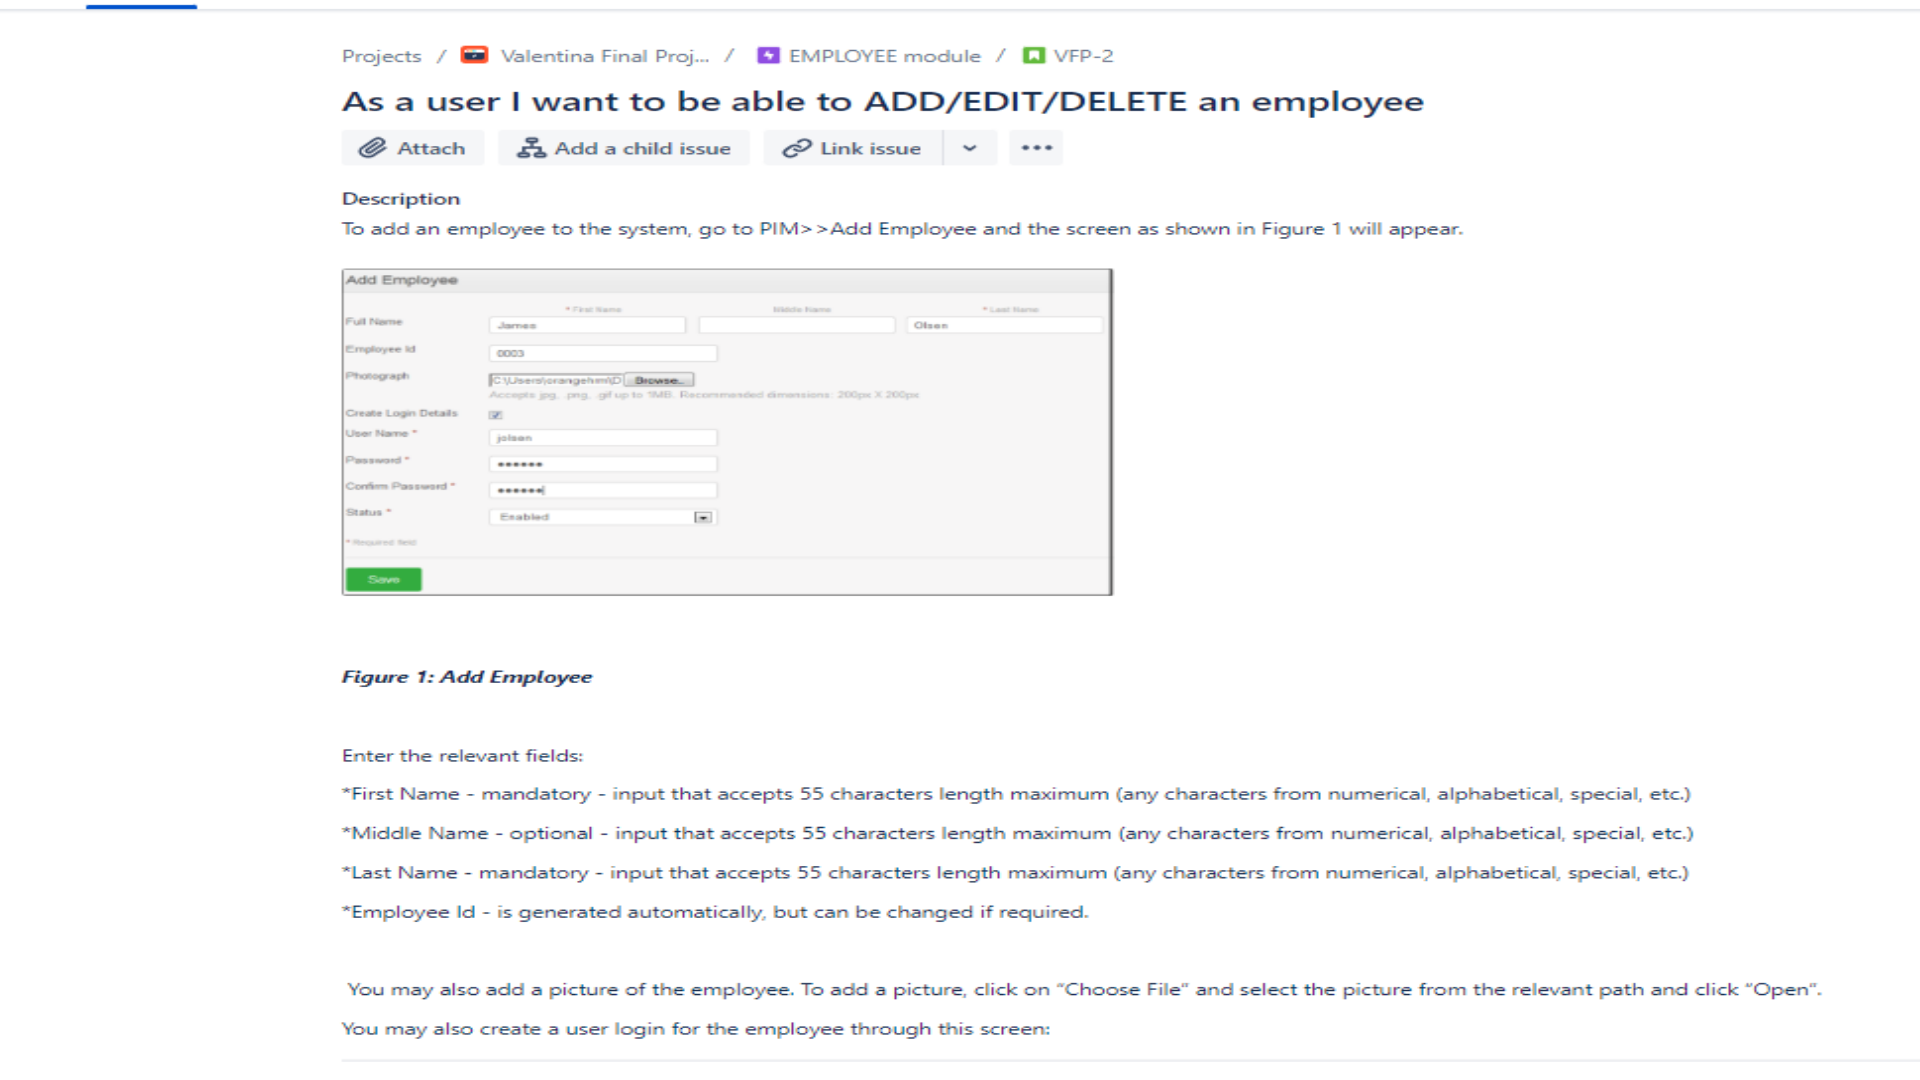 Projects / Valentina Final Proj... / EMPLOYEE module / VFP-2
As a user I want to be able to ADD/EDIT/DELETE an employee
Attach Add a child issue Link issue
Description
To add an employee to the system, go to PIM>>Add Employee and the screen as shown in Figure 1 will appear.
Add Employee
* First Name Middle Name * Last Name
Full Name James Olsen
Employee Id 0003
Photograph C:\Users\orangehrm\D Browse...
Accepts jpg, .png, .gif up to 1MB. Recommended dimensions: 200px X 200px
Create Login Details
User Name * jolsen
Password * ••••••
Confirm Password * ••••••
Status * Enabled
* Required field
Save
Figure 1: Add Employee
Enter the relevant fields:
*First Name - mandatory - input that accepts 55 characters length maximum (any characters from numerical, alphabetical, special, etc.)
*Middle Name - optional - input that accepts 55 characters length maximum (any characters from numerical, alphabetical, special, etc.)
*Last Name - mandatory - input that accepts 55 characters length maximum (any characters from numerical, alphabetical, special, etc.)
*Employee Id - is generated automatically, but can be changed if required.
You may also add a picture of the employee. To add a picture, click on “Choose File” and select the picture from the relevant path and click “Open”.
You may also create a user login for the employee through this screen: